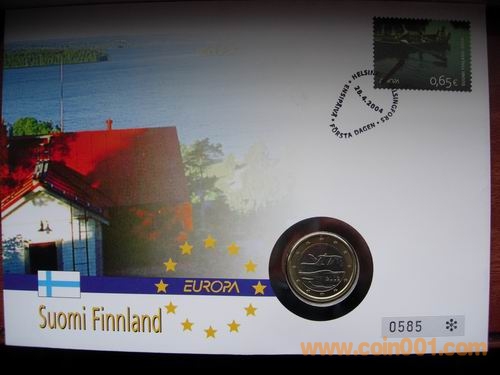 0,65€
HELSINKI - HELSINGFORS
28.4.2004
ENSIPÄIVÄ • FÖRSTA DAGEN
EUROPA
Suomi Finnland
0585 ✻
www.coin001.com